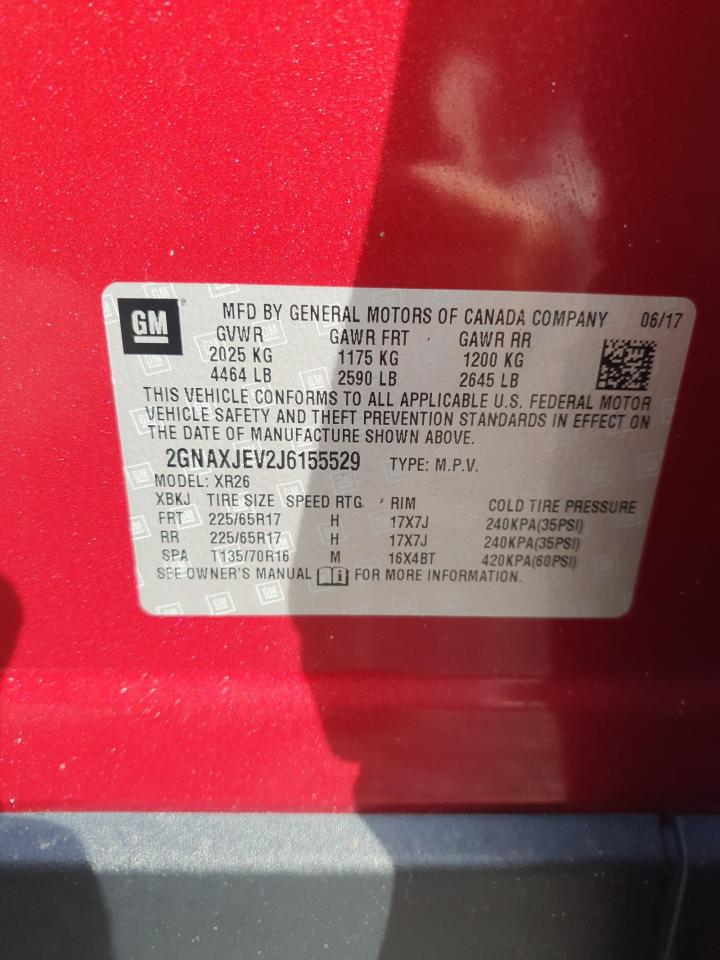 GM ® MFD BY GENERAL MOTORS OF CANADA COMPANY 06/17
GVWR GAWR FRT GAWR RR
2025 KG 1175 KG 1200 KG
4464 LB 2590 LB 2645 LB
THIS VEHICLE CONFORMS TO ALL APPLICABLE U.S. FEDERAL MOTOR
VEHICLE SAFETY AND THEFT PREVENTION STANDARDS IN EFFECT ON
THE DATE OF MANUFACTURE SHOWN ABOVE.
2GNAXJEV2J6155529 TYPE: M.P.V.
MODEL: XR26
XBKJ TIRE SIZE SPEED RTG RIM COLD TIRE PRESSURE
FRT 225/65R17 H 17X7J 240KPA(35PSI)
RR 225/65R17 H 17X7J 240KPA(35PSI)
SPA T135/70R16 M 16X4BT 420KPA(60PSI)
SEE OWNER'S MANUAL i FOR MORE INFORMATION.